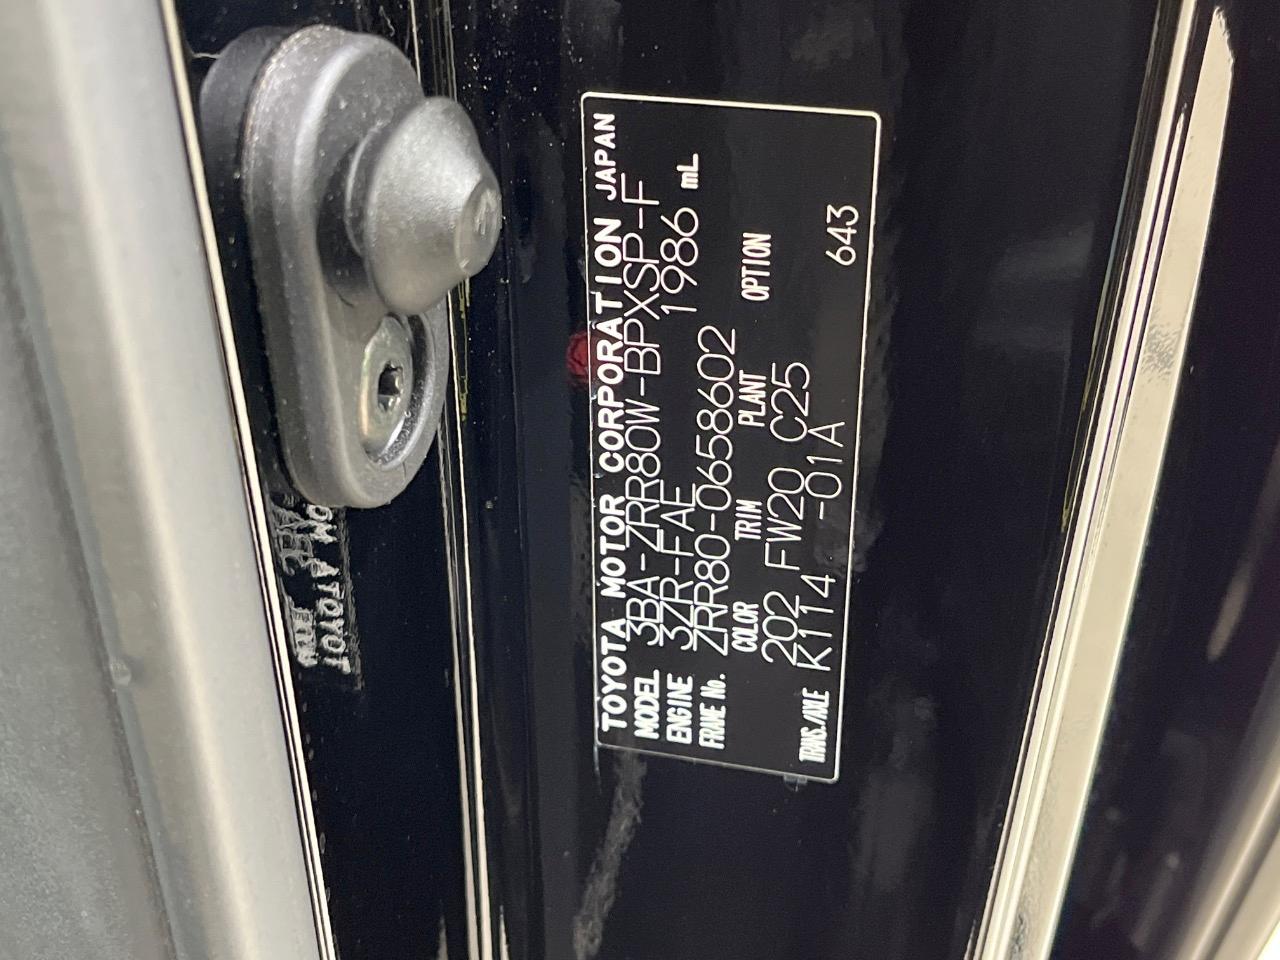 TOYOTA MOTOR CORPORATION JAPAN
MODEL 3BA-ZRR80W-BPXSP-F
ENGINE 3ZR-FAE 1986 mL
FRAME No. ZRR80-0658602
COLOR TRIM PLANT OPTION
202 FW20 C25
TRANS./AXLE K114 -01A 643